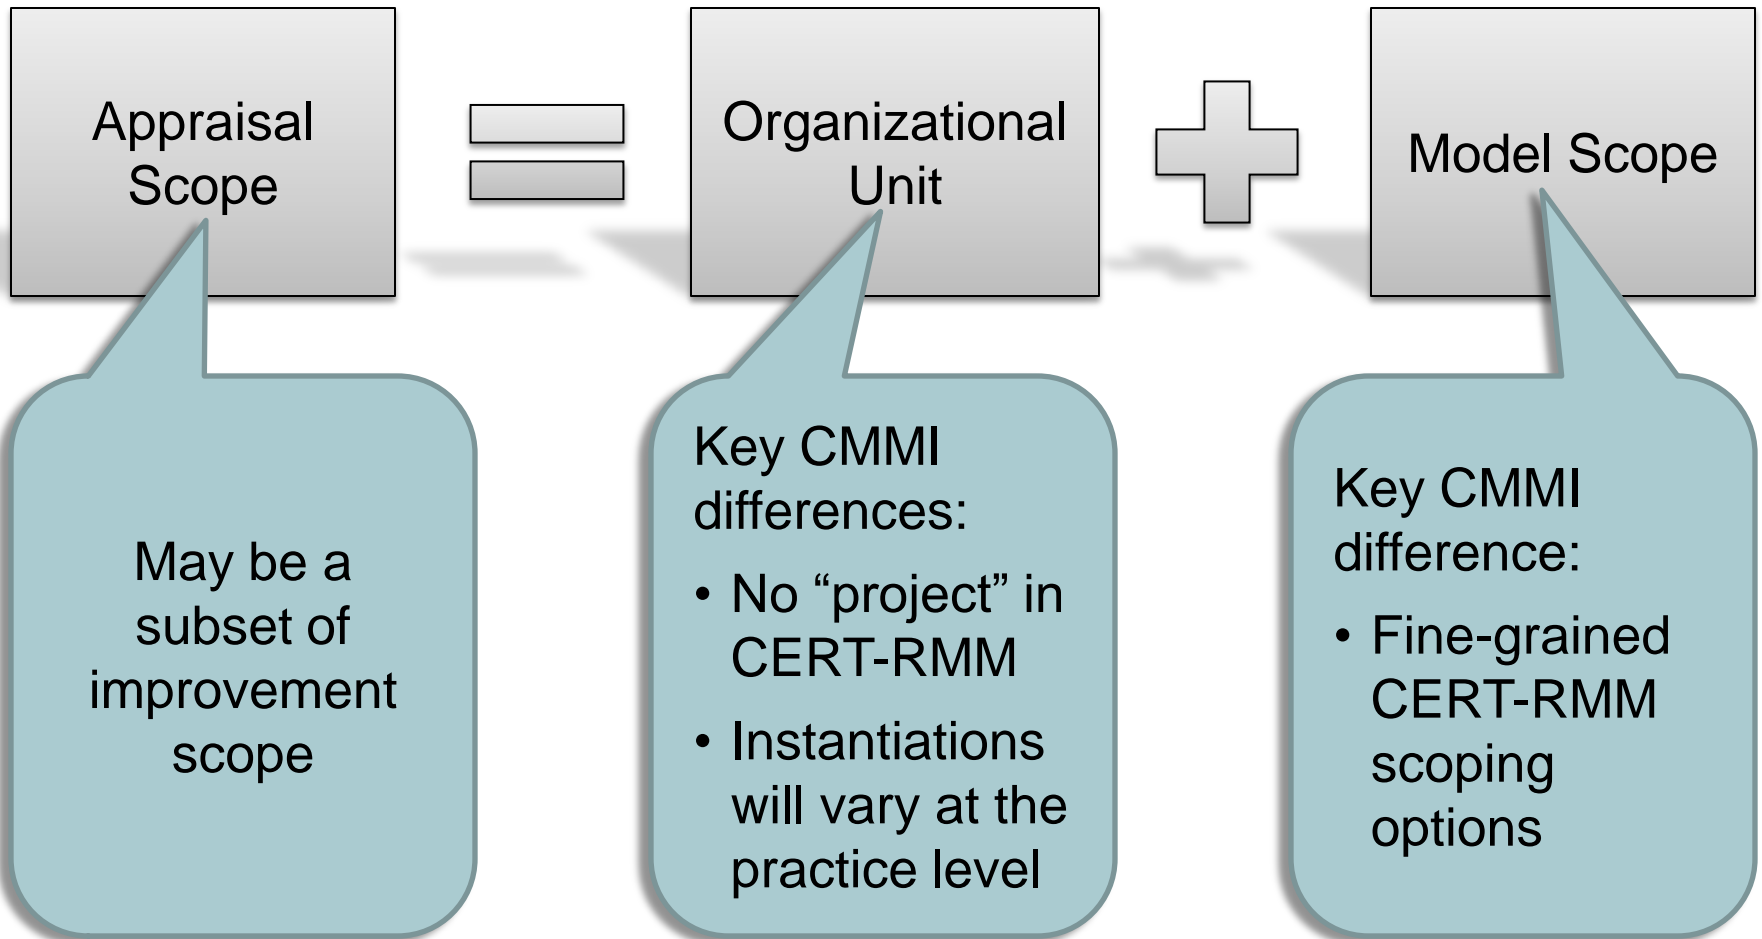 Appraisal
Scope
Organizational
Unit
Model Scope
May be a
subset of
improvement
scope
Key CMMI
differences:
• No “project” in
CERT-RMM
• Instantiations
will vary at the
practice level
Key CMMI
difference:
• Fine-grained
CERT-RMM
scoping
options